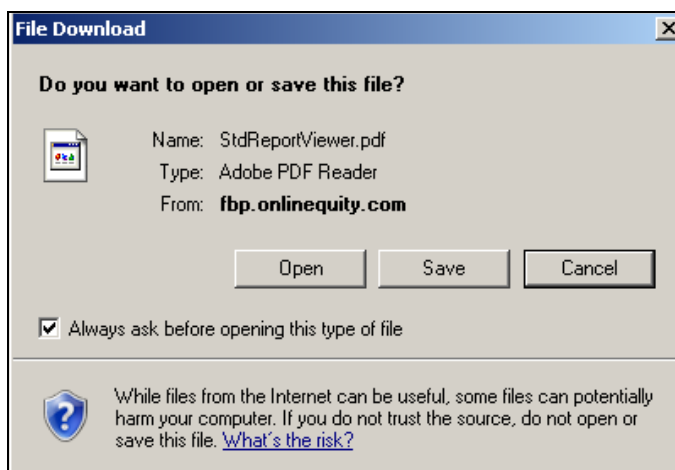 File Download
Do you want to open or save this file?
Name: StdReportViewer.pdf
Type: Adobe PDF Reader
From: fbp.onlinequity.com
Open Save Cancel
Always ask before opening this type of file
While files from the Internet can be useful, some files can potentially
harm your computer. If you do not trust the source, do not open or
save this file. What's the risk?